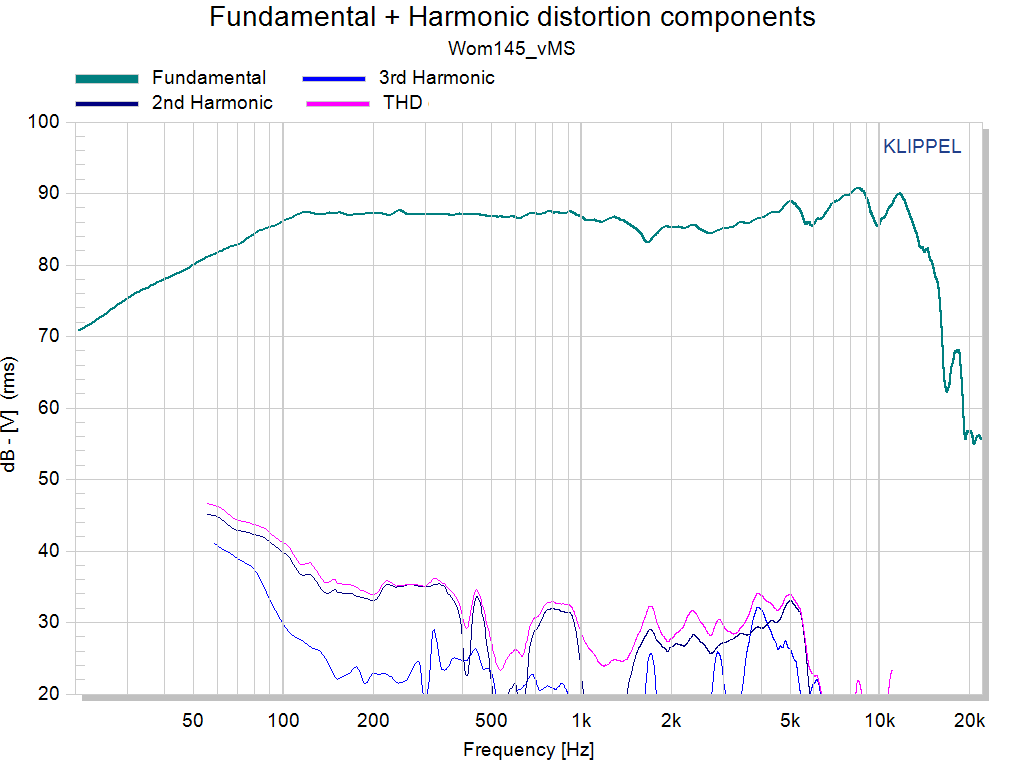 Fundamental + Harmonic distortion components
Wom145_vMS
Fundamental 3rd Harmonic
2nd Harmonic THD
KLIPPEL
100
90
80
70
60
50
40
30
20
dB - [V] (rms)
50 100 200 500 1k 2k 5k 10k 20k
Frequency [Hz]